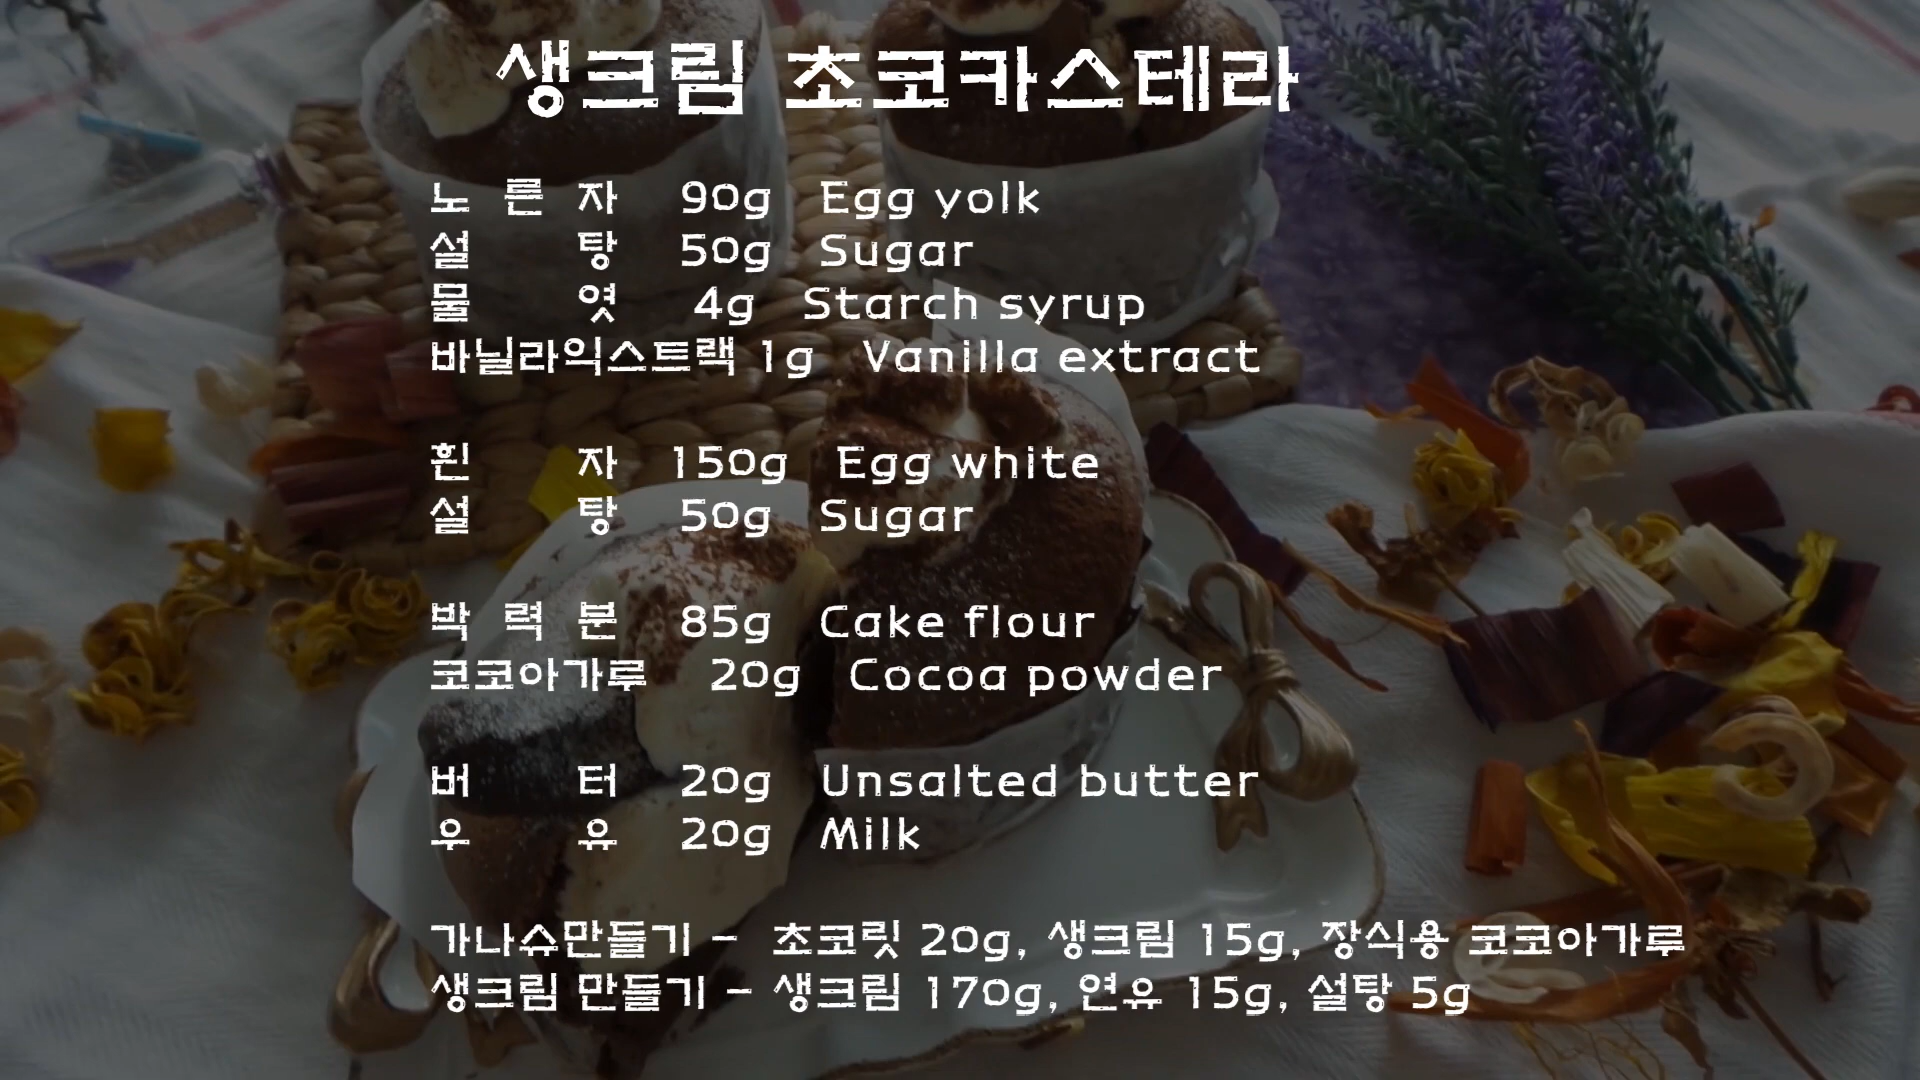 생크림 초코카스테라
노 른 자 90g Egg yolk
설 탕 50g Sugar
물 엿 4g Starch syrup
바닐라익스트랙 1g Vanilla extract
흰 자 150g Egg white
설 탕 50g Sugar
박 력 분 85g Cake flour
코코아가루 20g Cocoa powder
버 터 20g Unsalted butter
우 유 20g Milk
가나슈만들기 - 초코릿 20g, 생크림 15g, 장식용 코코아가루
생크림 만들기 - 생크림 170g, 연유 15g, 설탕 5g